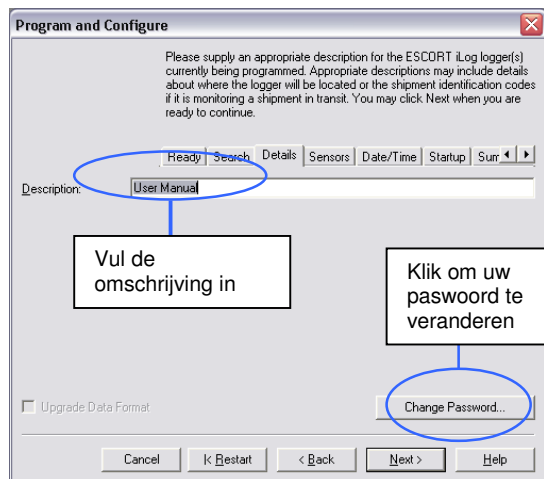 Program and Configure
Please supply an appropriate description for the ESCORT iLog logger(s)
currently being programmed. Appropriate descriptions may include details
about where the logger will be located or the shipment identification codes
if it is monitoring a shipment in transit. You may click Next when you are
ready to continue.
Ready Search Details Sensors Date/Time Startup Sum
Description: User Manual
Vul de
omschrijving in
Klik om uw
paswoord te
veranderen
Upgrade Data Format
Change Password...
Cancel |< Restart < Back Next > Help